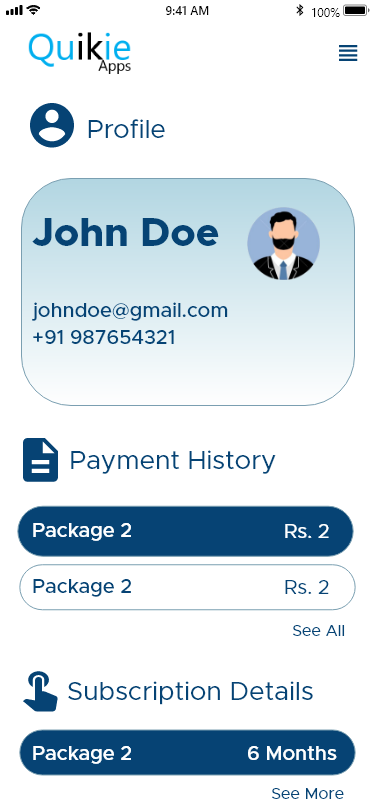 9:41 AM 100%
Quikie
Apps
Profile
John Doe
johndoe@gmail.com
+91 987654321
Payment History
Package 2 Rs. 2
Package 2 Rs. 2
See All
Subscription Details
Package 2 6 Months
See More